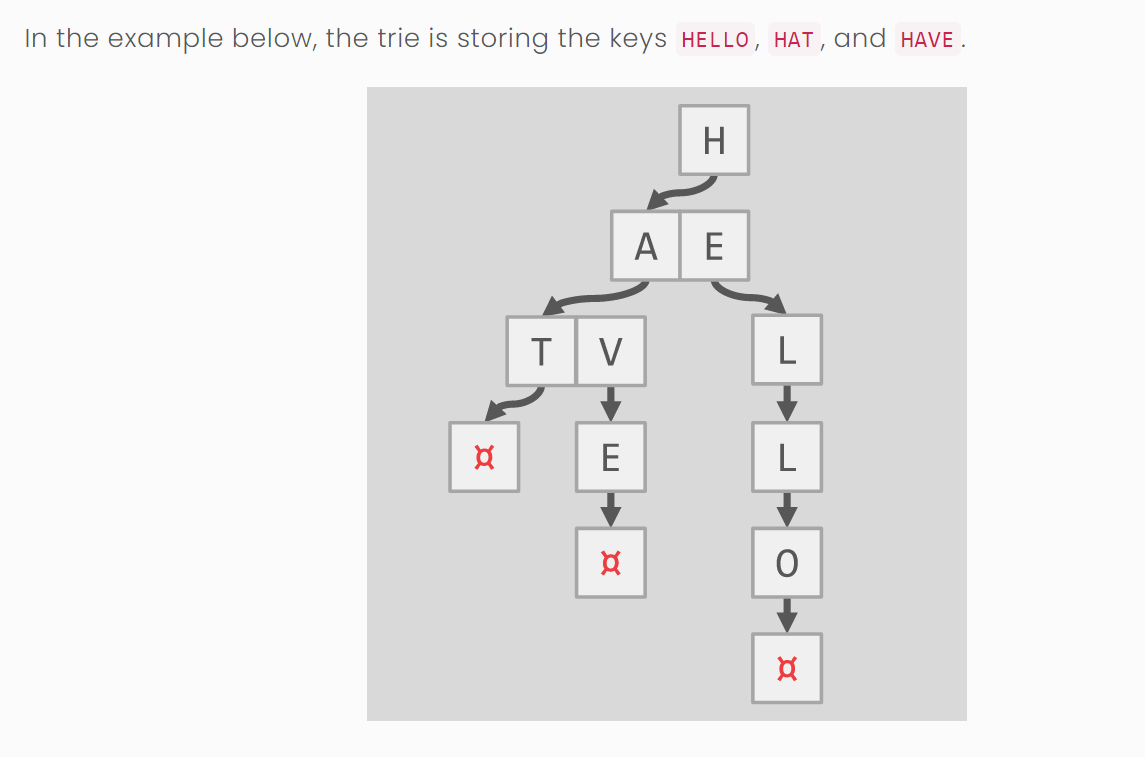 In the example below, the trie is storing the keys HELLO, HAT, and HAVE.
H
A E
T V L
¤ E L
¤ O
¤